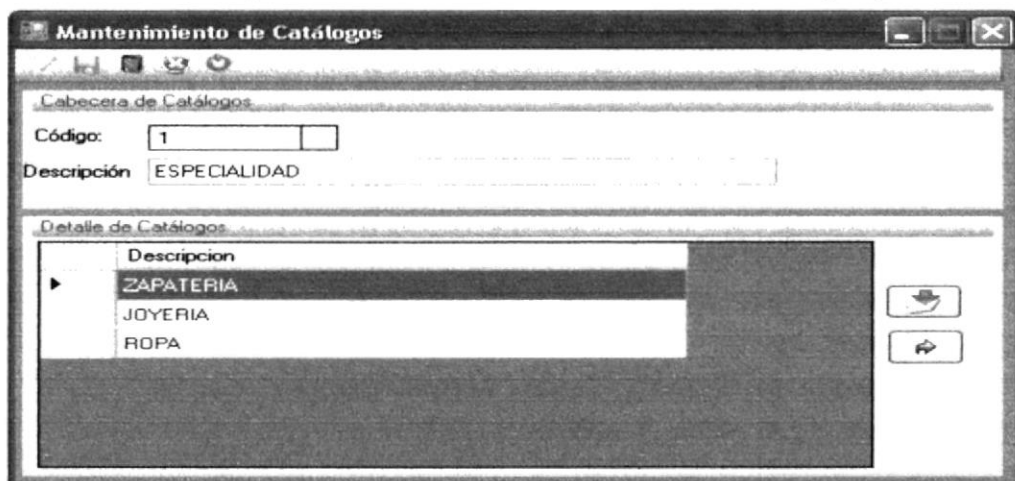 Mantenimiento de Catálogos
Cabecera de Catálogos
Código: 1
Descripción ESPECIALIDAD
Detalle de Catálogos
Descripcion
ZAPATERIA
JOYERIA
ROPA